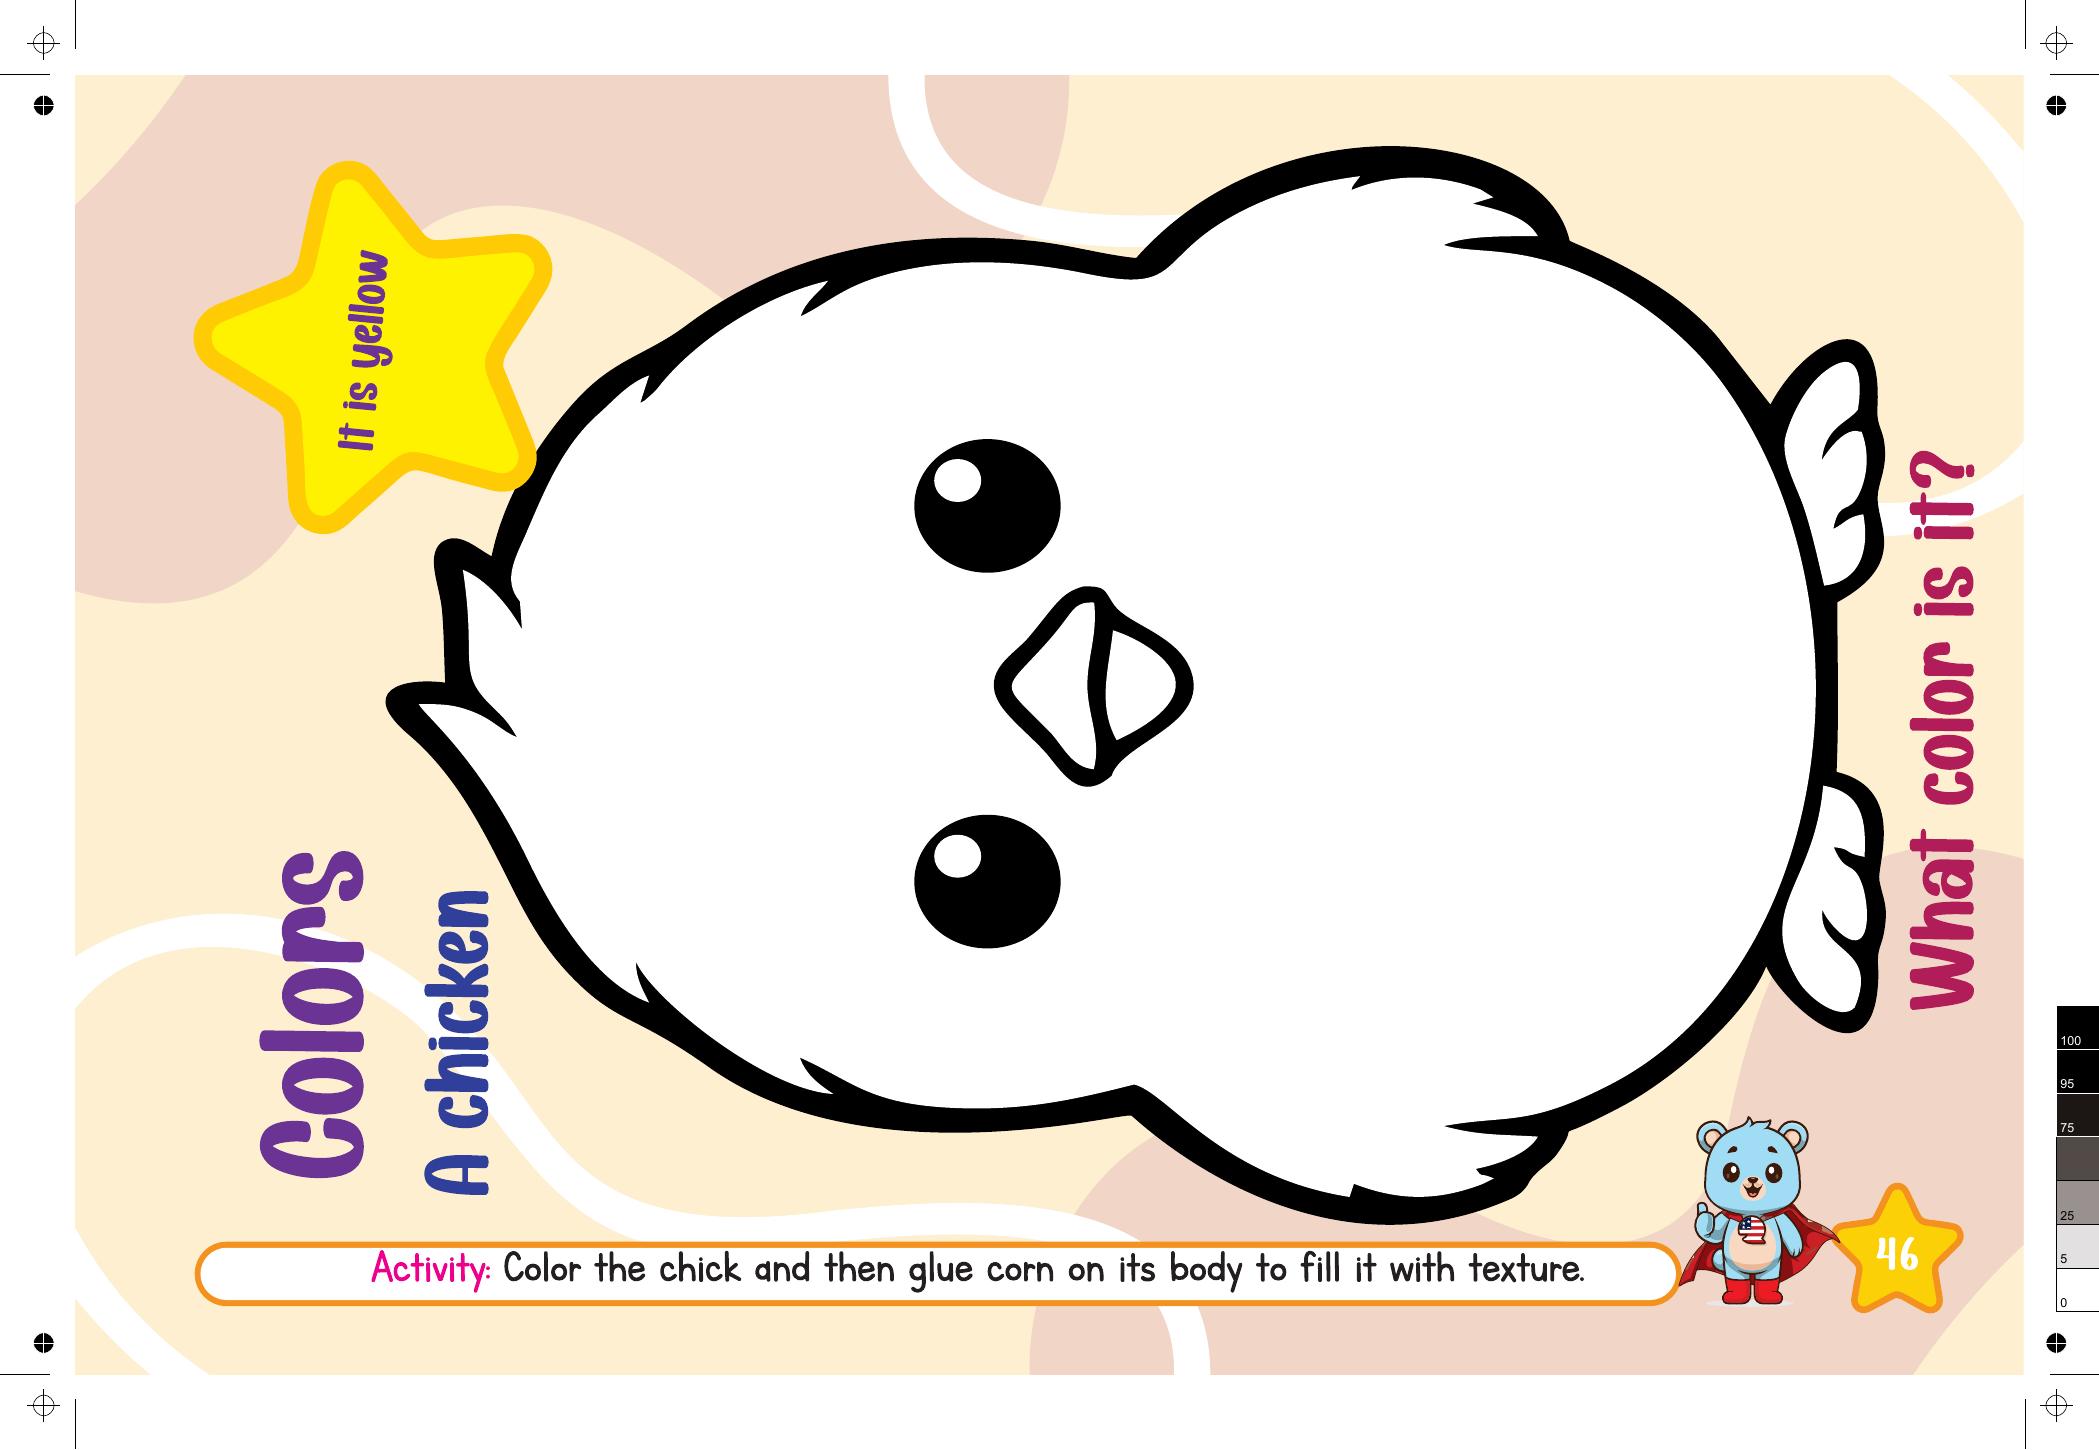 Colors
A chicken
It is yellow
What color is it?
Activity: Color the chick and then glue corn on its body to fill it with texture.
46
100
95
75
25
5
0